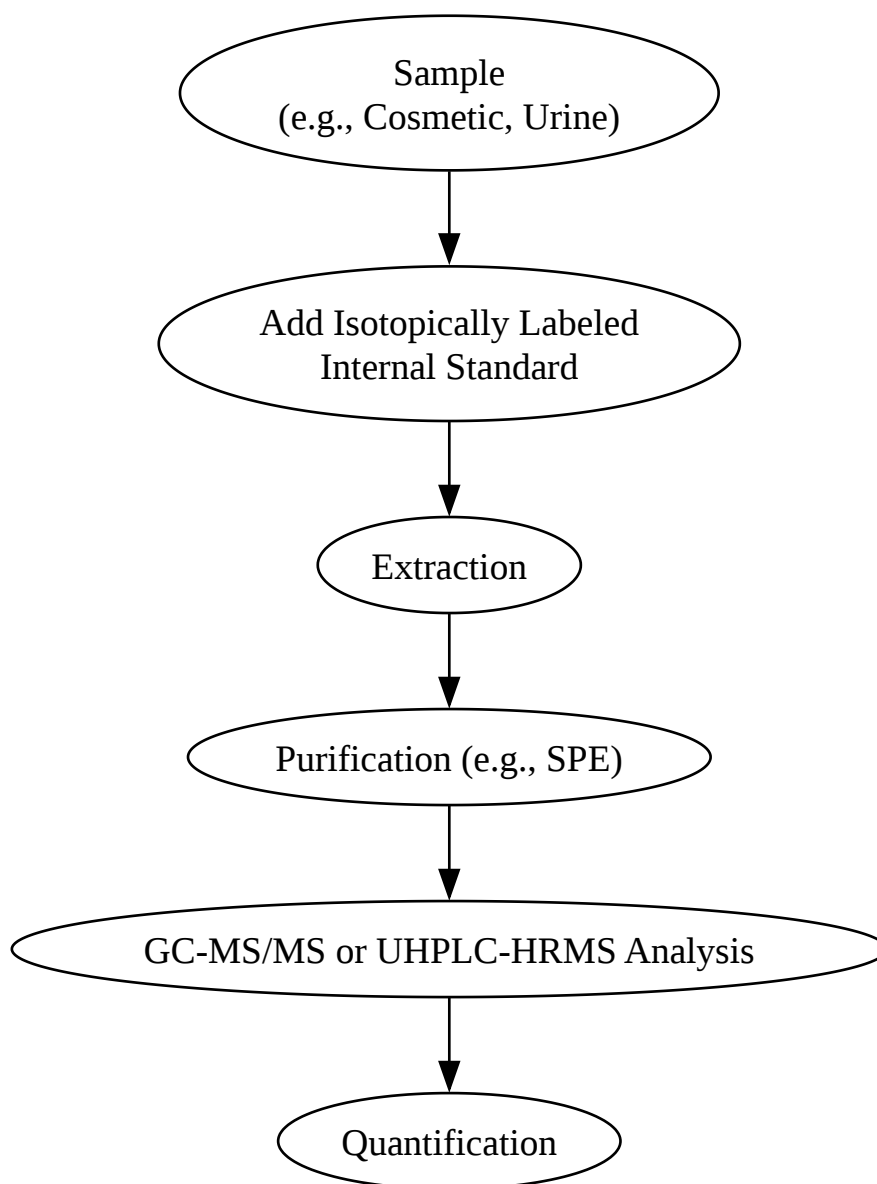 Sample
(e.g., Cosmetic, Urine)
Add Isotopically Labeled
Internal Standard
Extraction
Purification (e.g., SPE)
GC-MS/MS or UHPLC-HRMS Analysis
Quantification